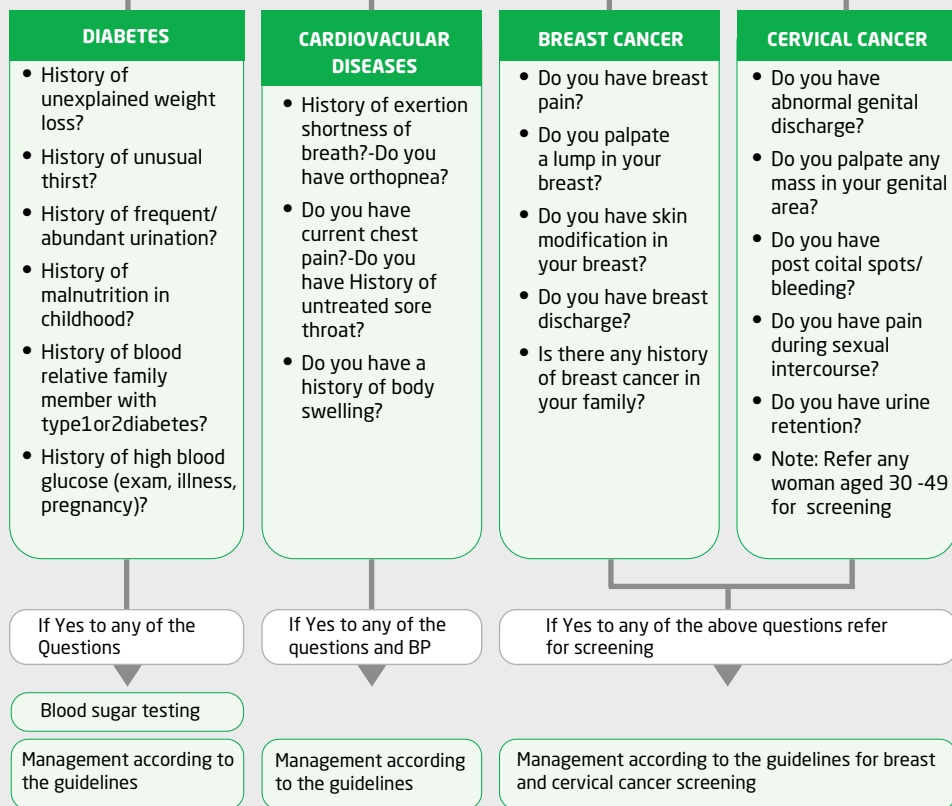 DIABETES
• History of
unexplained weight
loss?
• History of unusual
thirst?
• History of frequent/
abundant urination?
• History of
malnutrition in
childhood?
• History of blood
relative family
member with
type1or2diabetes?
• History of high blood
glucose (exam, illness,
pregnancy)?
If Yes to any of the
Questions
Blood sugar testing
Management according to
the guidelines
CARDIOVACULAR
DISEASES
• History of exertion
shortness of
breath?-Do you
have orthopnea?
• Do you have
current chest
pain?-Do you
have History of
untreated sore
throat?
• Do you have a
history of body
swelling?
If Yes to any of the
questions and BP
Management according
to the guidelines
BREAST CANCER
• Do you have breast
pain?
• Do you palpate
a lump in your
breast?
• Do you have skin
modification in
your breast?
• Do you have breast
discharge?
• Is there any history
of breast cancer in
your family?
CERVICAL CANCER
• Do you have
abnormal genital
discharge?
• Do you palpate any
mass in your genital
area?
• Do you have
post coital spots/
bleeding?
• Do you have pain
during sexual
intercourse?
• Do you have urine
retention?
• Note: Refer any
woman aged 30 -49
for screening
If Yes to any of the above questions refer
for screening
Management according to the guidelines for breast
and cervical cancer screening